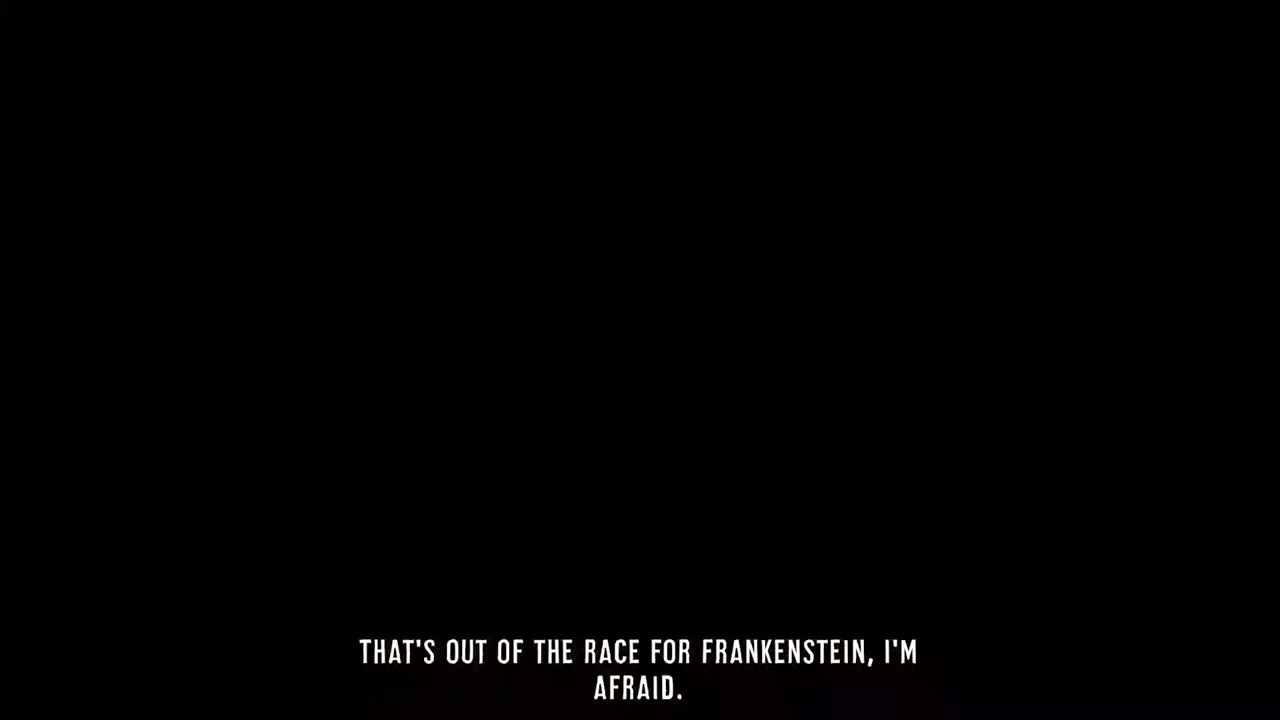 THAT'S OUT OF THE RACE FOR FRANKENSTEIN, I'M
AFRAID.